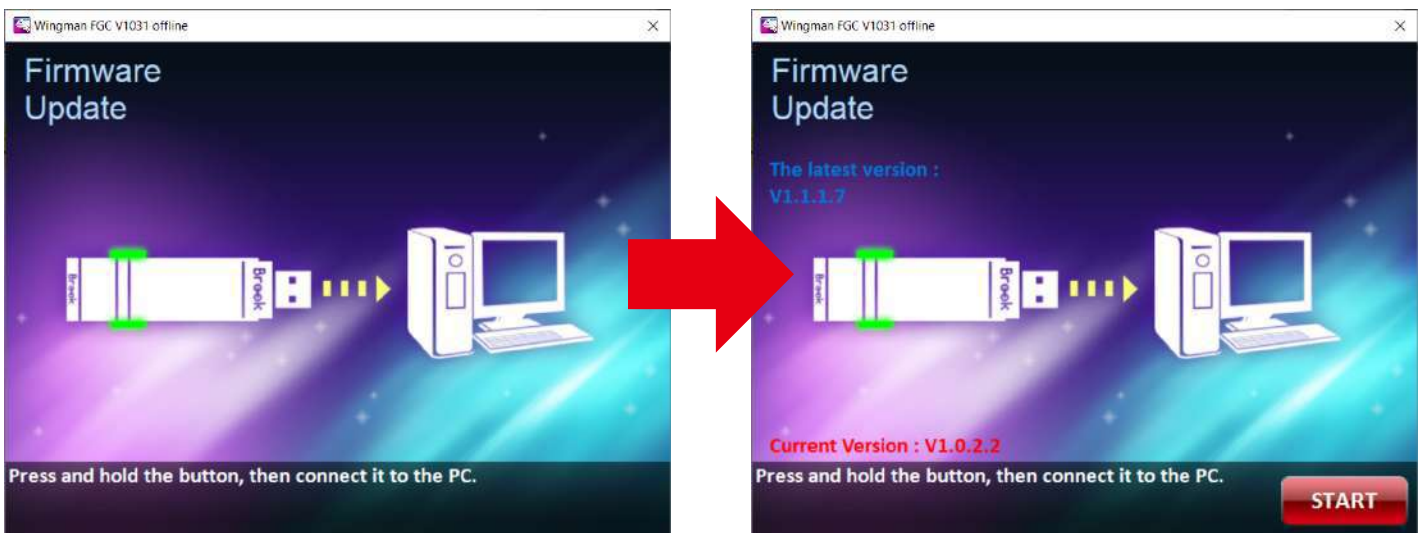 Wingman FGC V1031 offline
Firmware
Update
Brook
Brook
Press and hold the button, then connect it to the PC.
Wingman FGC V1031 offline
Firmware
Update
The latest version :
V1.1.1.7
Brook
Brook
Current Version : V1.0.2.2
Press and hold the button, then connect it to the PC.
START